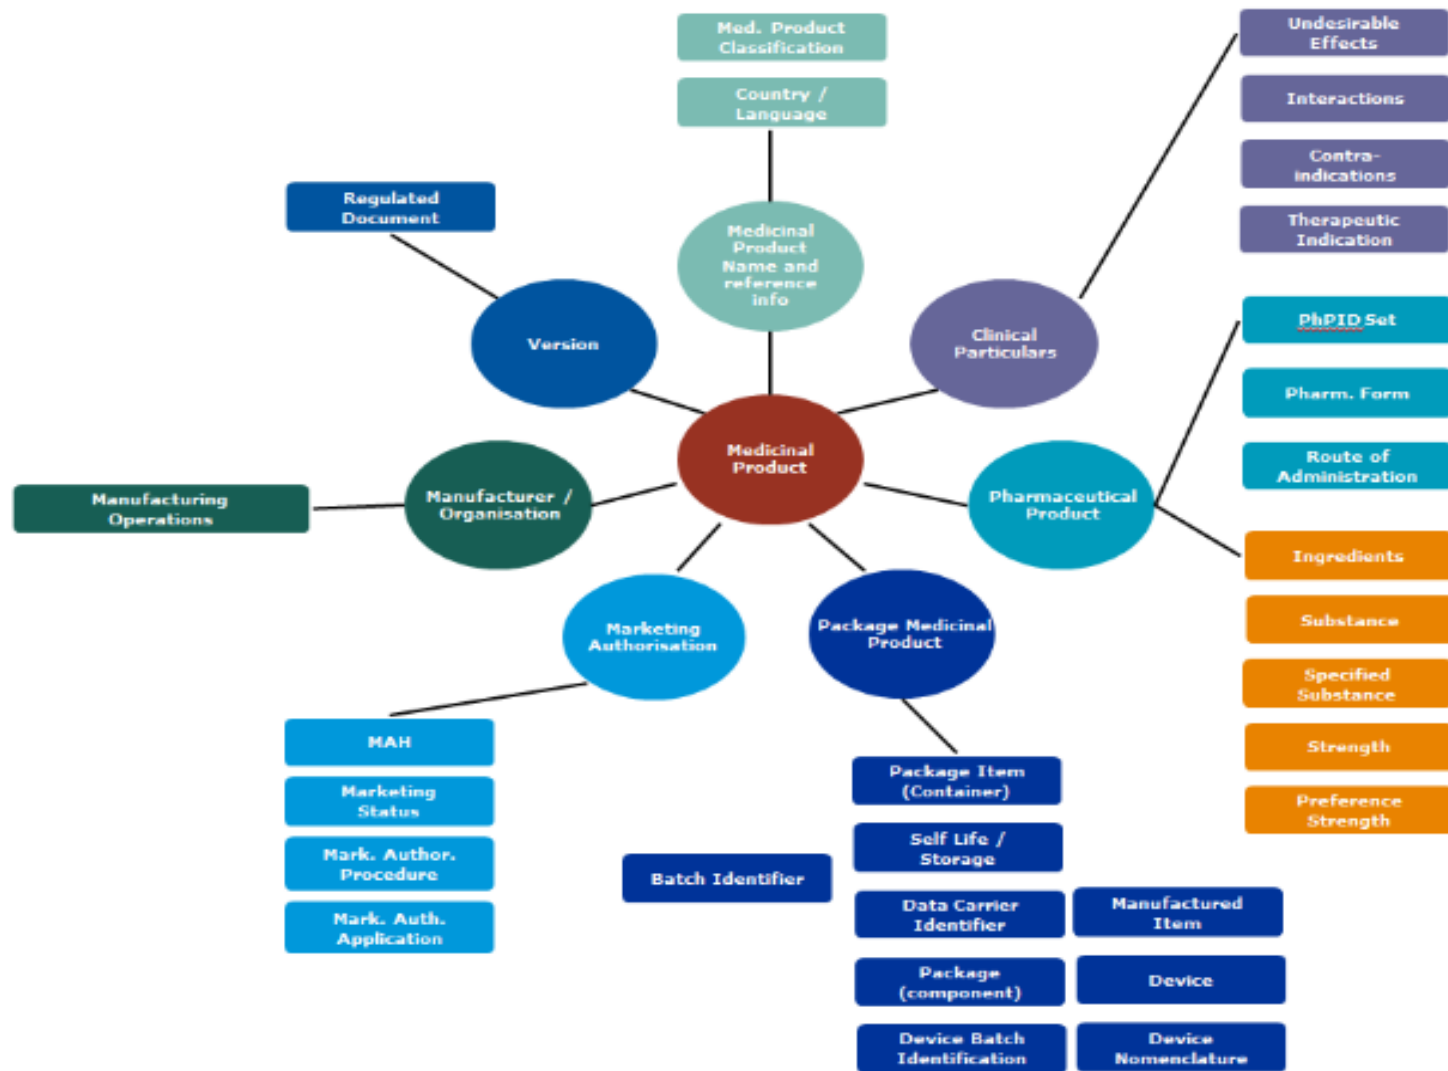 Med. Product
Classification
Country /
Language
Undesirable
Effects
Interactions
Contra-
indications
Therapeutic
Indication
Regulated
Document
Medicinal
Product
Name and
reference
info
Version
Clinical
Particulars
PhPID Set
Pharm. Form
Route of
Administration
Medicinal
Product
Manufacturing
Operations
Manufacturer /
Organisation
Pharmaceutical
Product
Ingredients
Substance
Specified
Substance
Strength
Preference
Strength
Marketing
Authorisation
Package Medicinal
Product
MAH
Marketing
Status
Mark. Author.
Procedure
Mark. Auth.
Application
Package Item
(Container)
Self Life /
Storage
Batch Identifier
Data Carrier
Identifier
Manufactured
Item
Package
(component)
Device
Device Batch
Identification
Device
Nomenclature